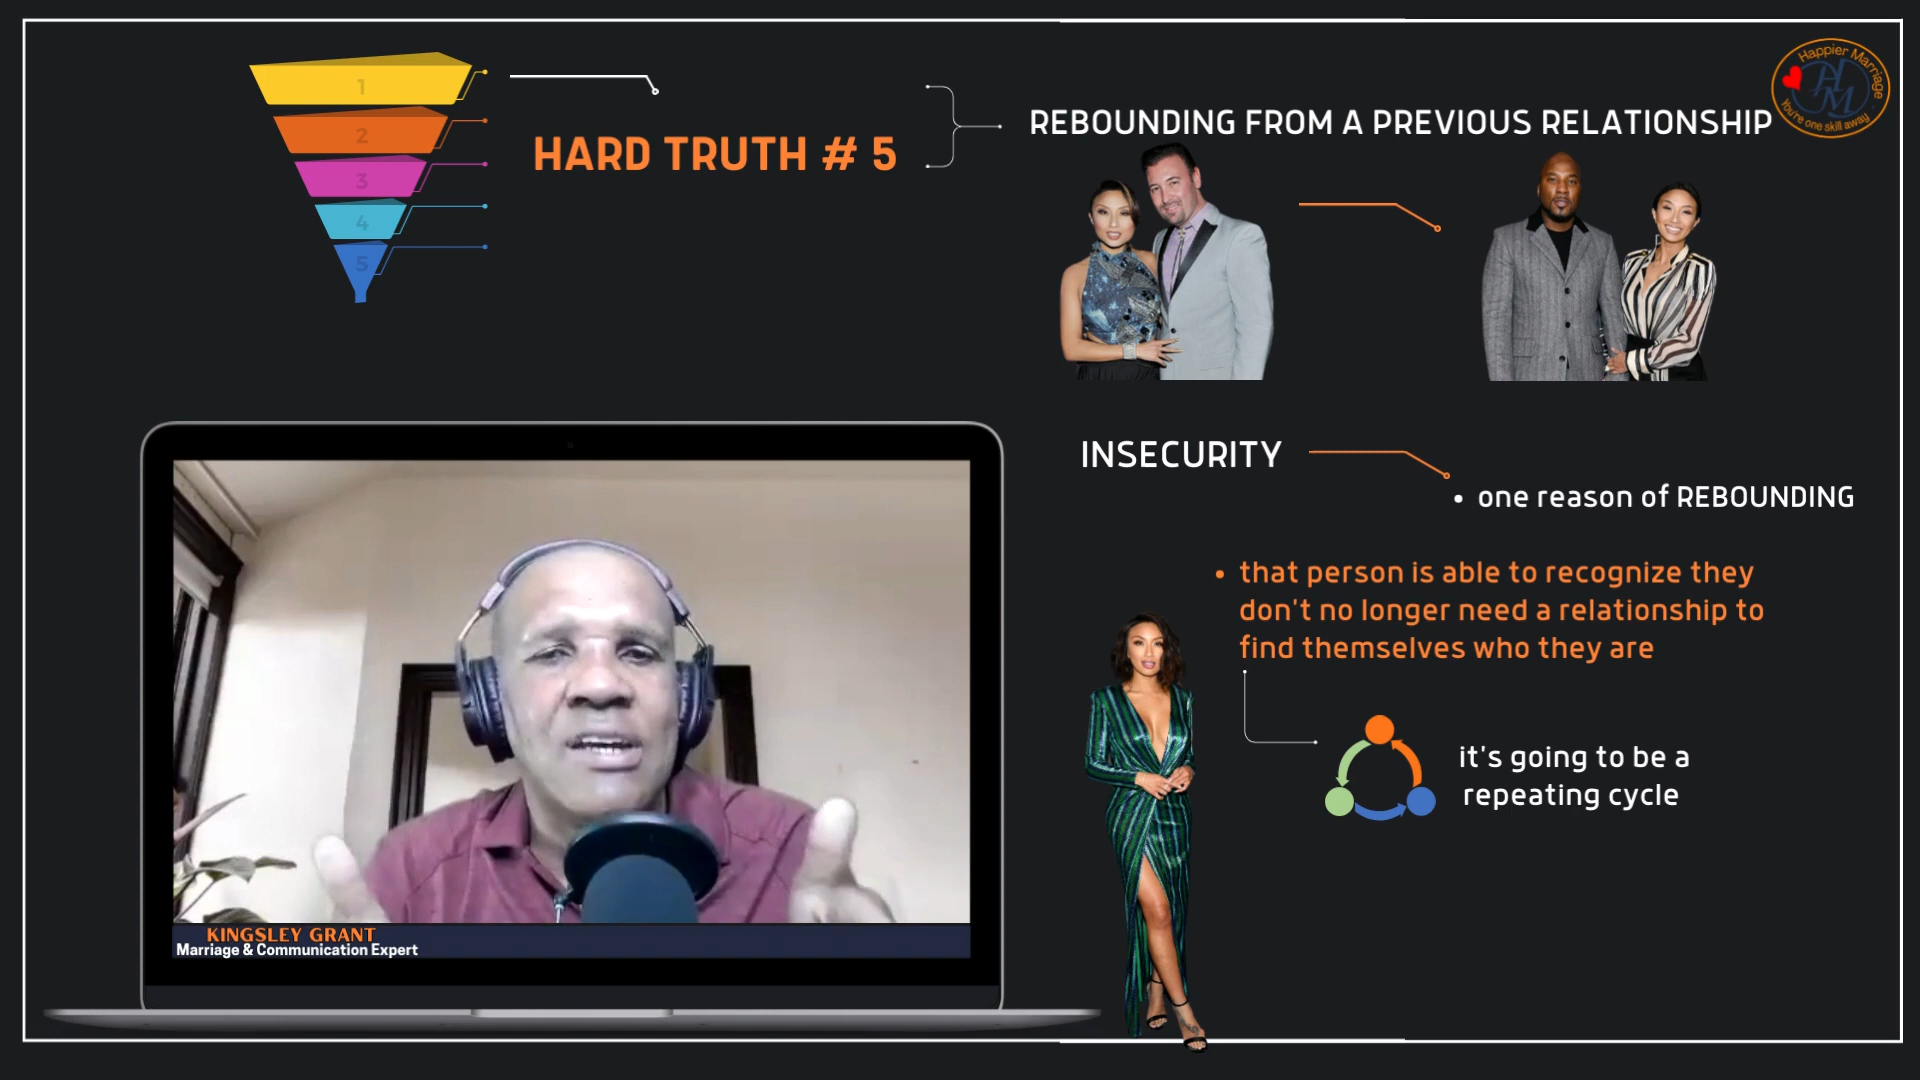 1
2
3
4
5
HARD TRUTH # 5
REBOUNDING FROM A PREVIOUS RELATIONSHIP
Happier Marriage
HM
You're one skill away
INSECURITY
• one reason of REBOUNDING
• that person is able to recognize they
don't no longer need a relationship to
find themselves who they are
it's going to be a
repeating cycle
KINGSLEY GRANT
Marriage & Communication Expert